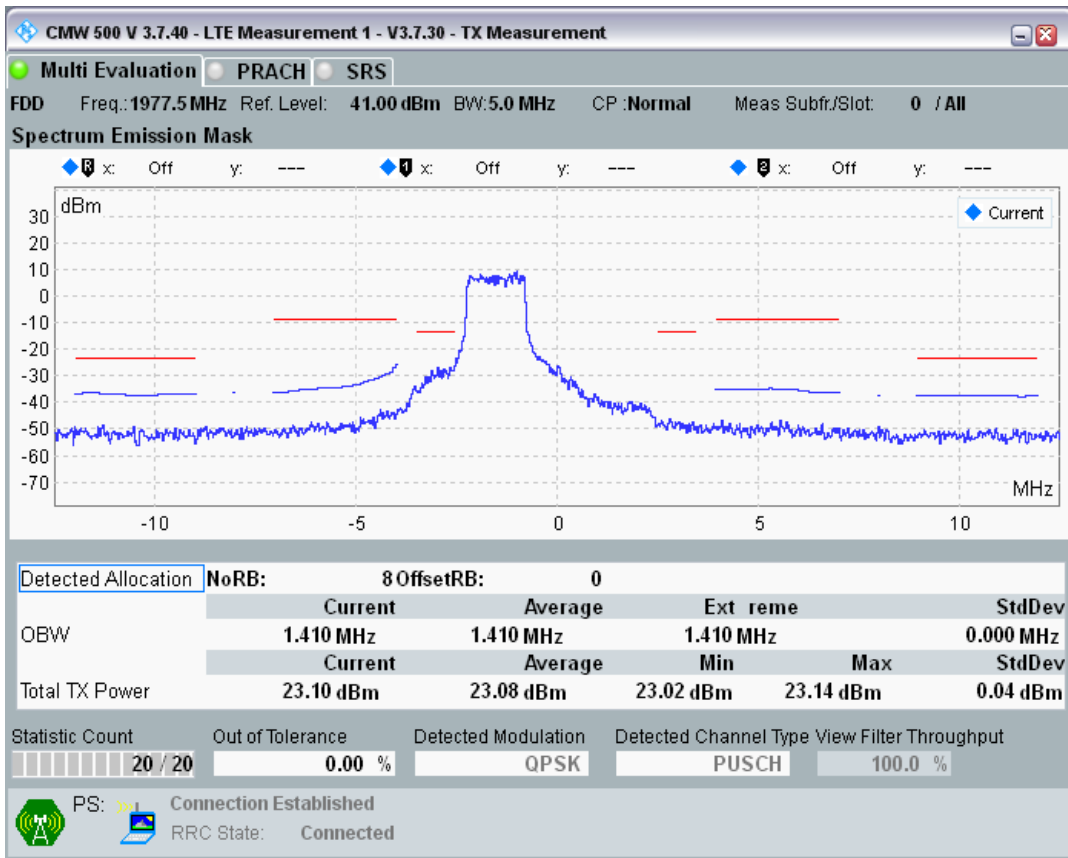 CMW 500 V 3.7.40 - LTE Measurement 1 - V3.7.30 - TX Measurement
Multi Evaluation PRACH SRS
FDD Freq.: 1977.5 MHz Ref. Level: 41.00 dBm BW: 5.0 MHz CP : Normal Meas Subfr./Slot: 0 / All
Spectrum Emission Mask
R x: Off y: --- 1 x: Off y: --- 2 x: Off y: ---
dBm
Current
30
20
10
0
-10
-20
-30
-40
-50
-60
-70
MHz
-10 -5 0 5 10
Detected Allocation NoRB: 8 OffsetRB: 0
Current Average Ext reme StdDev
OBW 1.410 MHz 1.410 MHz 1.410 MHz 0.000 MHz
Current Average Min Max StdDev
Total TX Power 23.10 dBm 23.08 dBm 23.02 dBm 23.14 dBm 0.04 dBm
Statistic Count Out of Tolerance Detected Modulation Detected Channel Type View Filter Throughput
20 / 20 0.00 % QPSK PUSCH 100.0 %
PS: Connection Established
RRC State: Connected